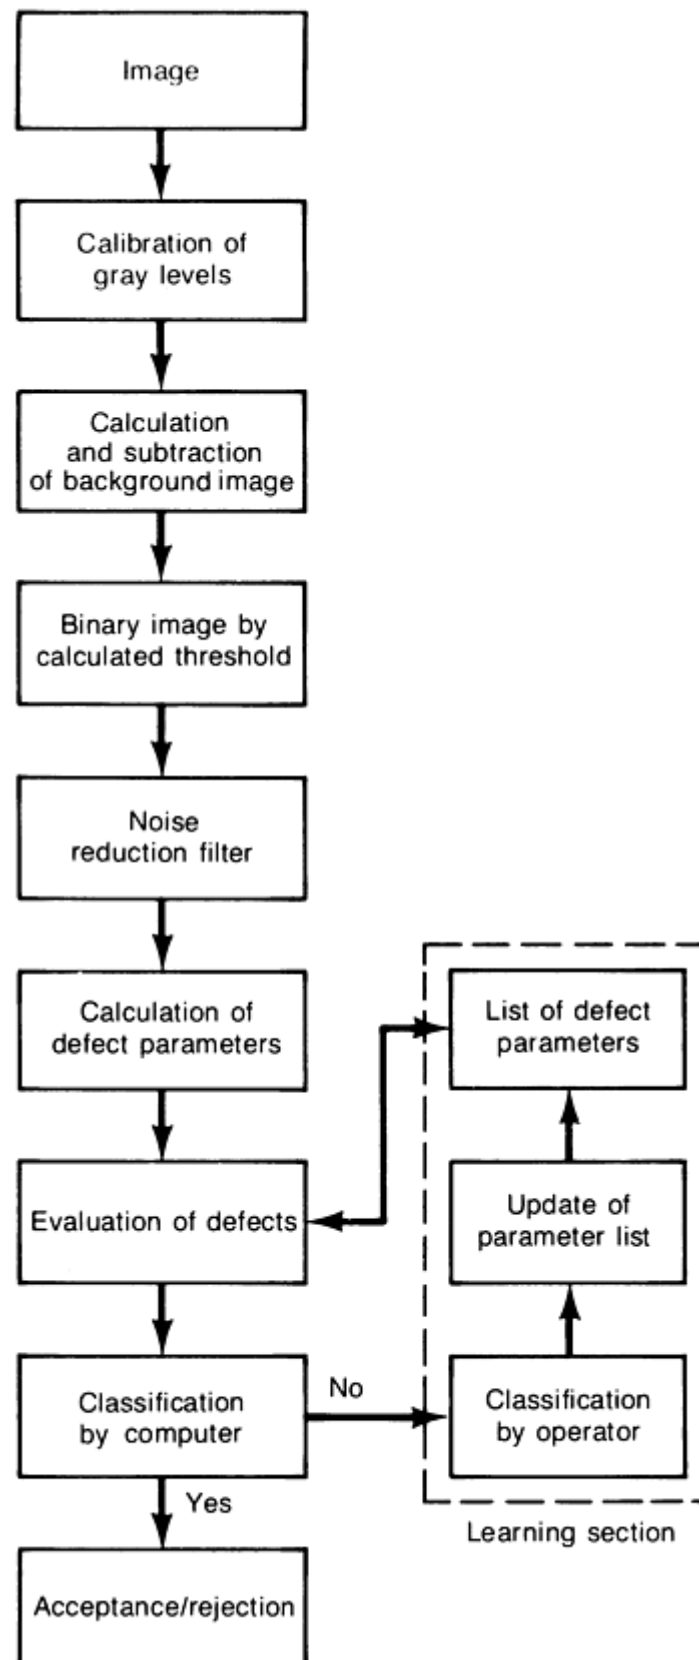 Image
Calibration of
gray levels
Calculation
and subtraction
of background image
Binary image by
calculated threshold
Noise
reduction filter
Calculation of
defect parameters
List of defect
parameters
Evaluation of defects
Update of
parameter list
Classification
by computer
No
Classification
by operator
Yes
Learning section
Acceptance/rejection